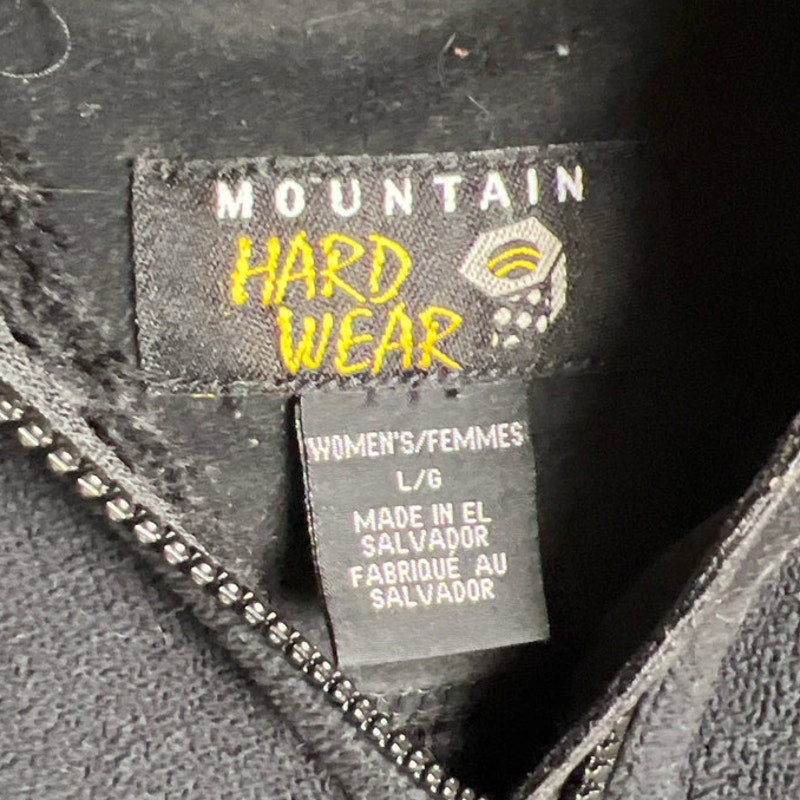 MOUNTAIN
HARD
WEAR
WOMEN'S/FEMMES
L/G
MADE IN EL
SALVADOR
FABRIQUÉ AU
SALVADOR